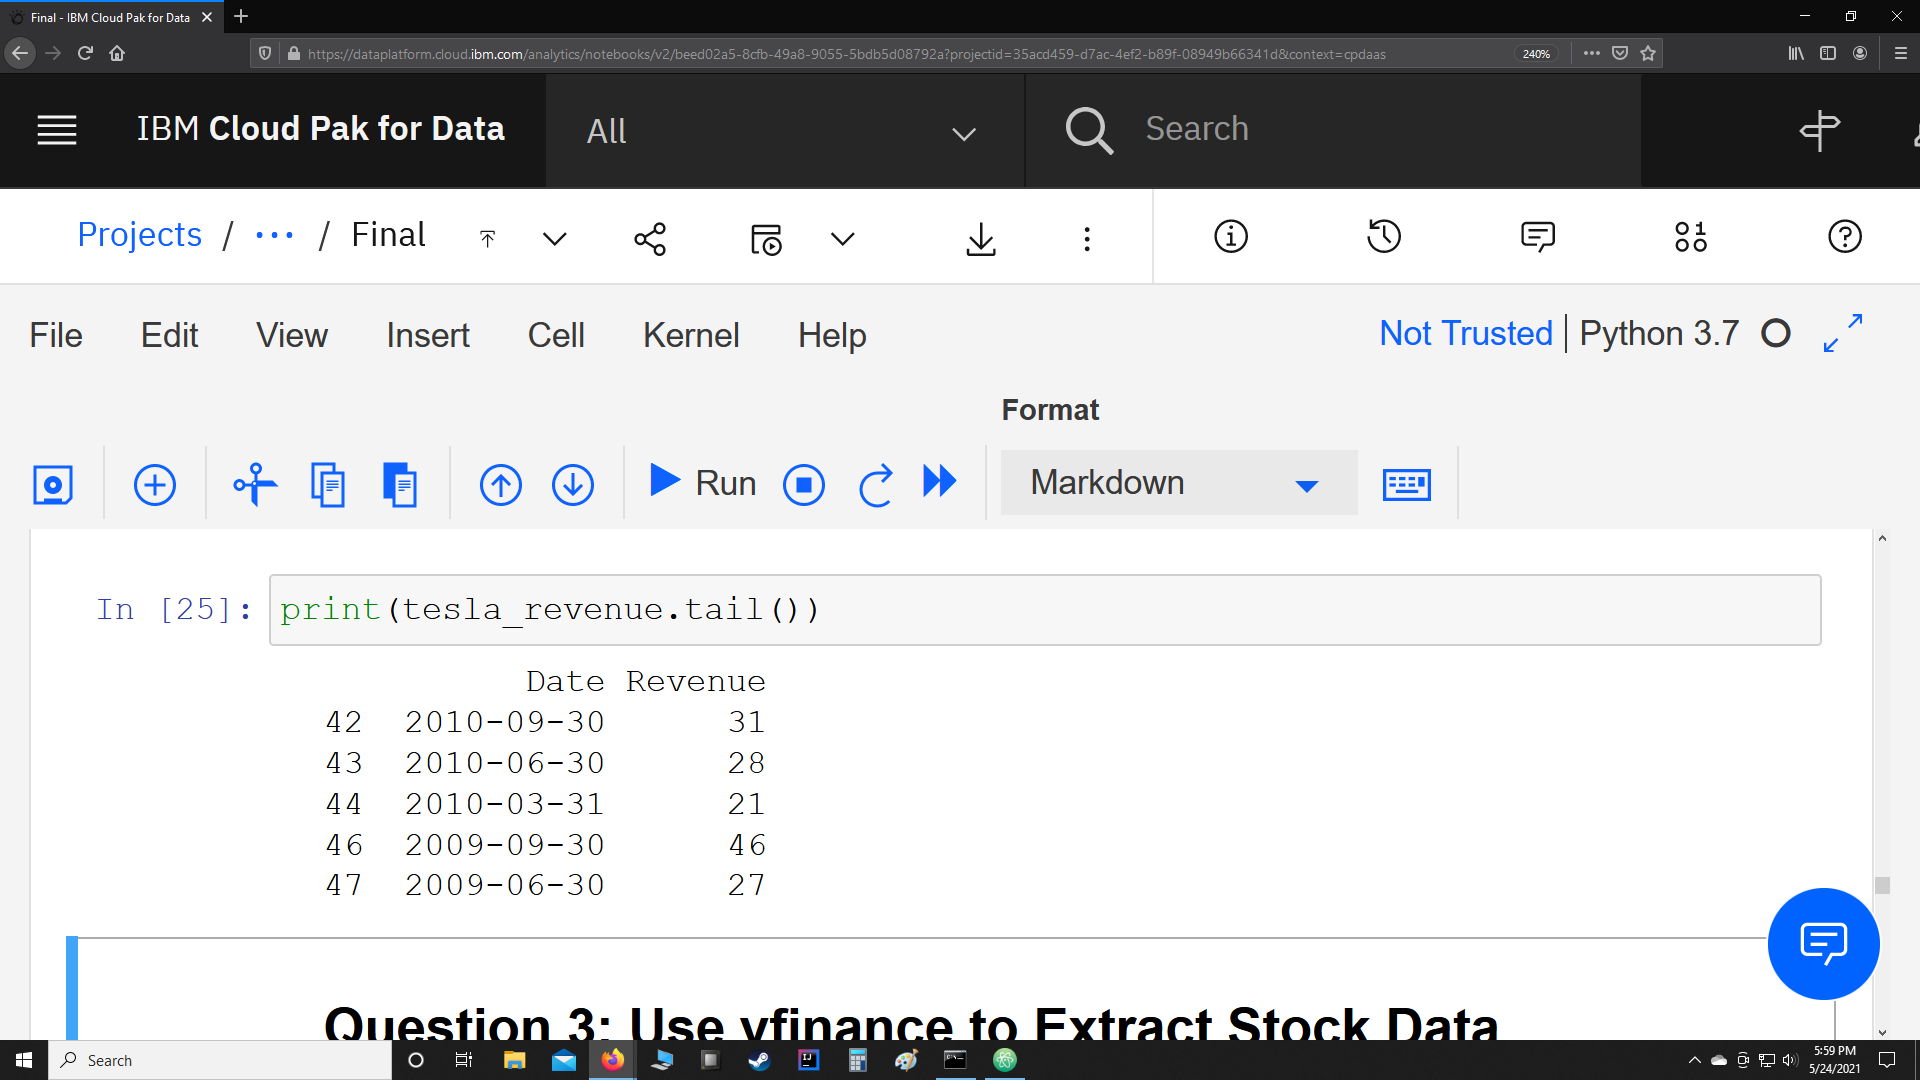 Final - IBM Cloud Pak for Data
https://dataplatform.cloud.ibm.com/analytics/notebooks/v2/beed02a5-8cfb-49a8-9055-5bdb5d08792a?projectid=35acd459-d7ac-4ef2-b89f-08949b66341d&context=cpdaas
240%
IBM Cloud Pak for Data
All
Search
Projects / ... / Final
File Edit View Insert Cell Kernel Help
Not Trusted | Python 3.7
Format
Run
Markdown
In [25]: print(tesla_revenue.tail())
Date Revenue
42 2010-09-30 31
43 2010-06-30 28
44 2010-03-31 21
46 2009-09-30 46
47 2009-06-30 27
Question 3: Use yfinance to Extract Stock Data
Search
5:59 PM
5/24/2021